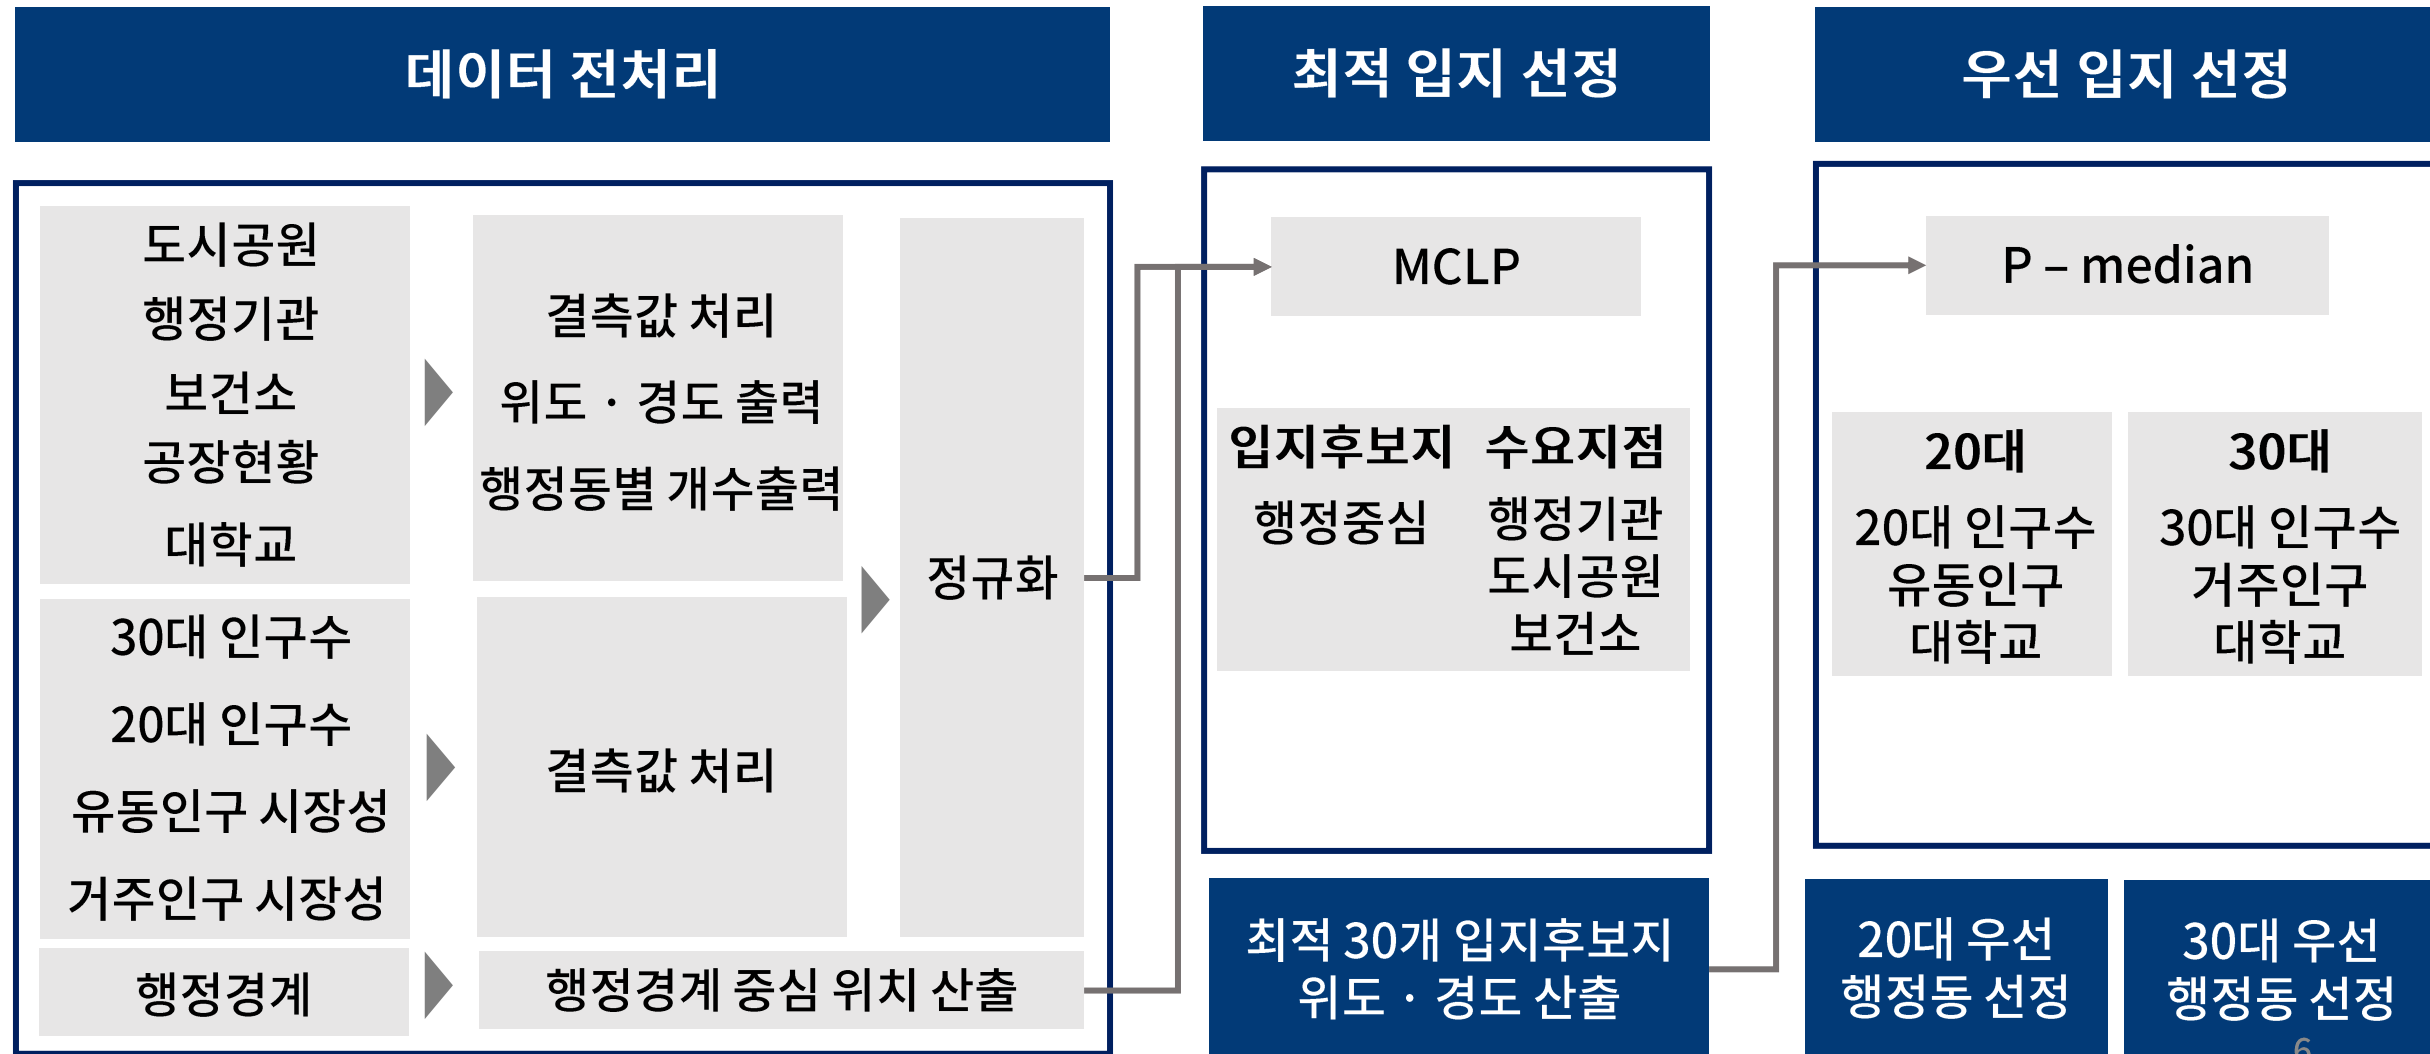 데이터 전처리
도시공원
행정기관
보건소
공장현황
대학교
결측값 처리
위도 · 경도 출력
행정동별 개수출력
30대 인구수
20대 인구수
유동인구 시장성
거주인구 시장성
결측값 처리
정규화
행정경계
행정경계 중심 위치 산출
최적 입지 선정
MCLP
입지후보지
행정중심
수요지점
행정기관
도시공원
보건소
최적 30개 입지후보지
위도 · 경도 산출
우선 입지 선정
P – median
20대
20대 인구수
유동인구
대학교
30대
30대 인구수
거주인구
대학교
20대 우선
행정동 선정
30대 우선
행정동 선정
6